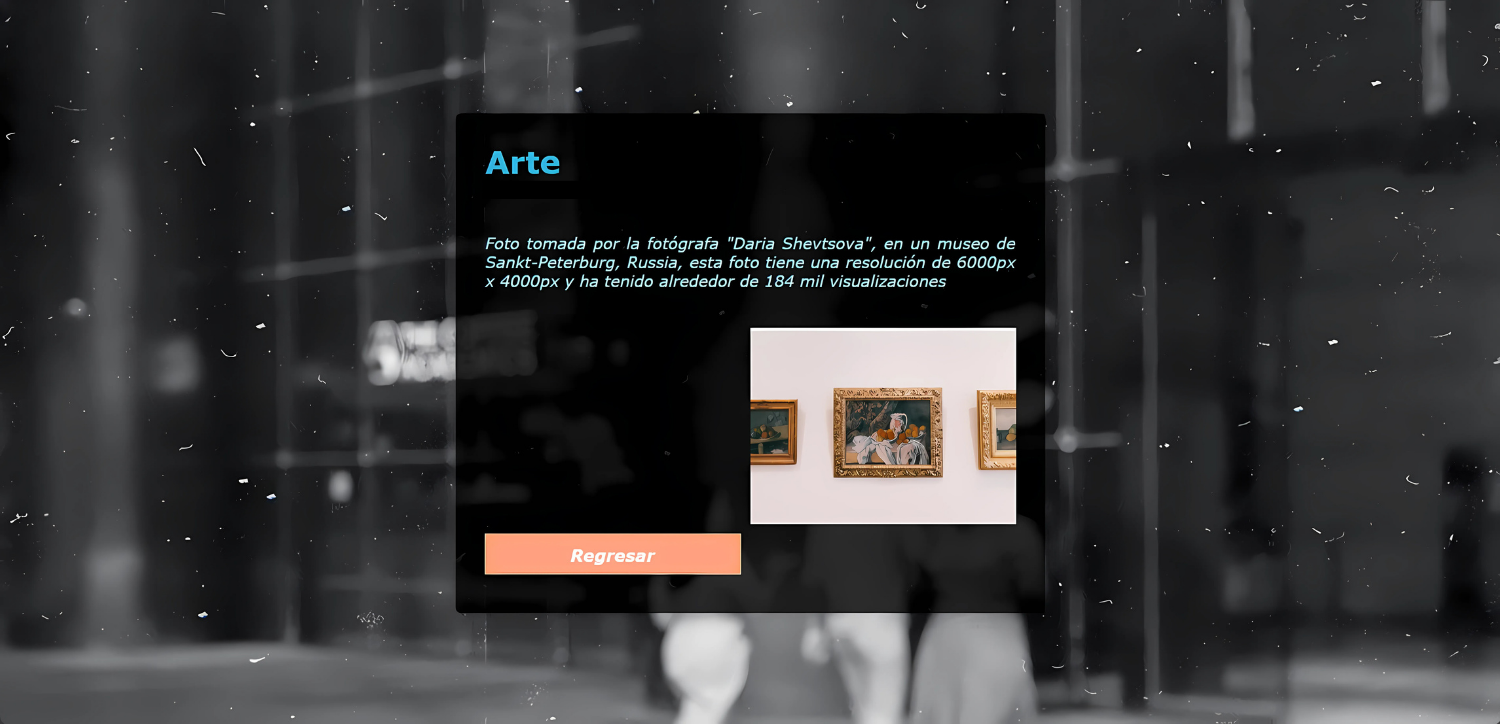 Arte
Foto tomada por la fotógrafa "Daria Shevtsova", en un museo de
Sankt-Peterburg, Russia, esta foto tiene una resolución de 6000px
x 4000px y ha tenido alrededor de 184 mil visualizaciones
Regresar